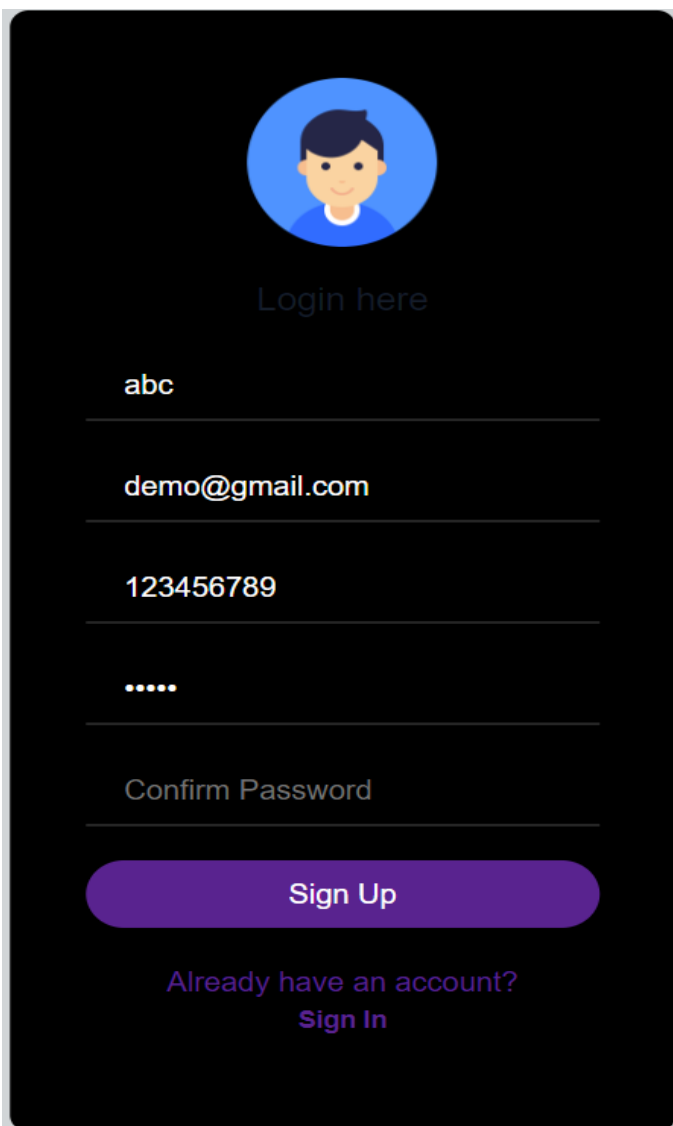 Login here
abc
demo@gmail.com
123456789
•••••
Confirm Password
Sign Up
Already have an account?
Sign In